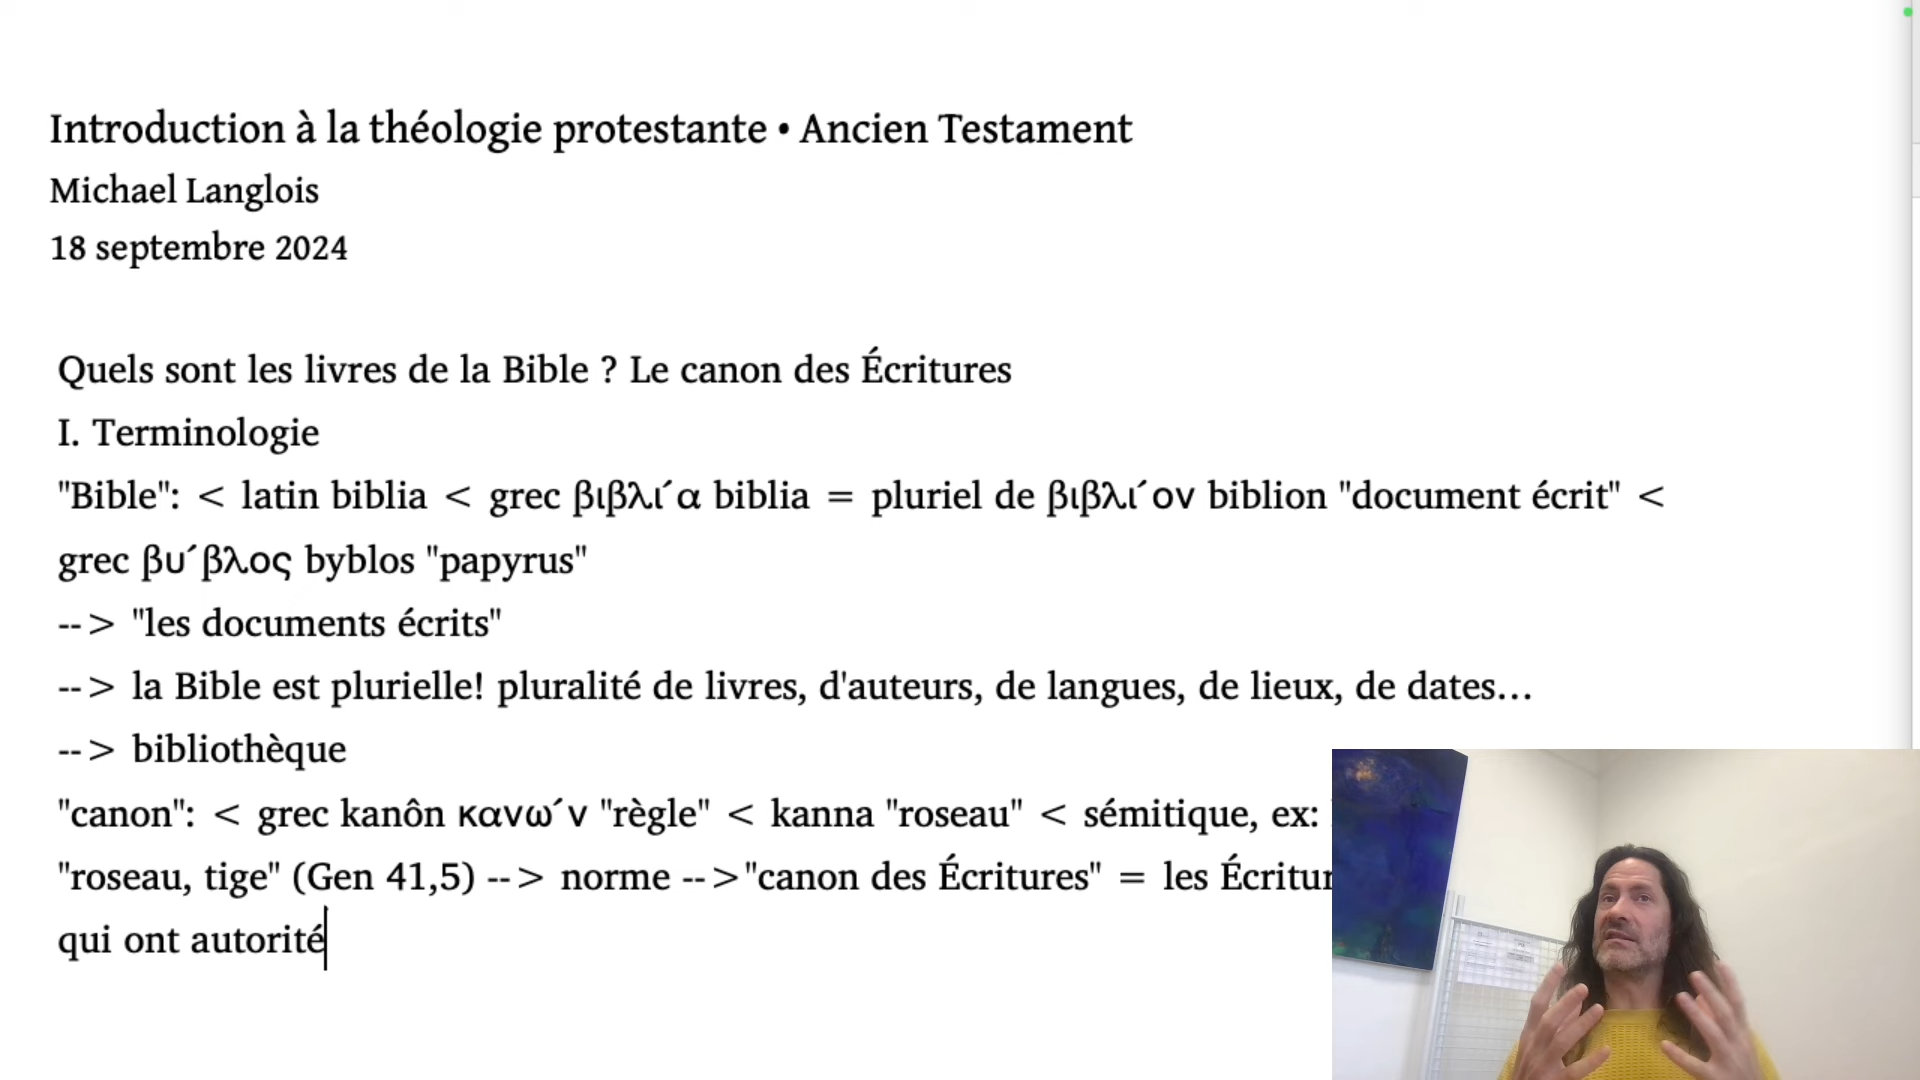 Introduction à la théologie protestante • Ancien Testament
Michael Langlois
18 septembre 2024
Quels sont les livres de la Bible ? Le canon des Écritures
I. Terminologie
"Bible": < latin biblia < grec βιβλι´α biblia = pluriel de βιβλι´ον biblion "document écrit" <
grec βυ´βλος byblos "papyrus"
--> "les documents écrits"
--> la Bible est plurielle! pluralité de livres, d'auteurs, de langues, de lieux, de dates…
--> bibliothèque
"canon": < grec kanôn κανω´ν "règle" < kanna "roseau" < sémitique, ex:
"roseau, tige" (Gen 41,5) --> norme -->"canon des Écritures" = les
qui ont autorité